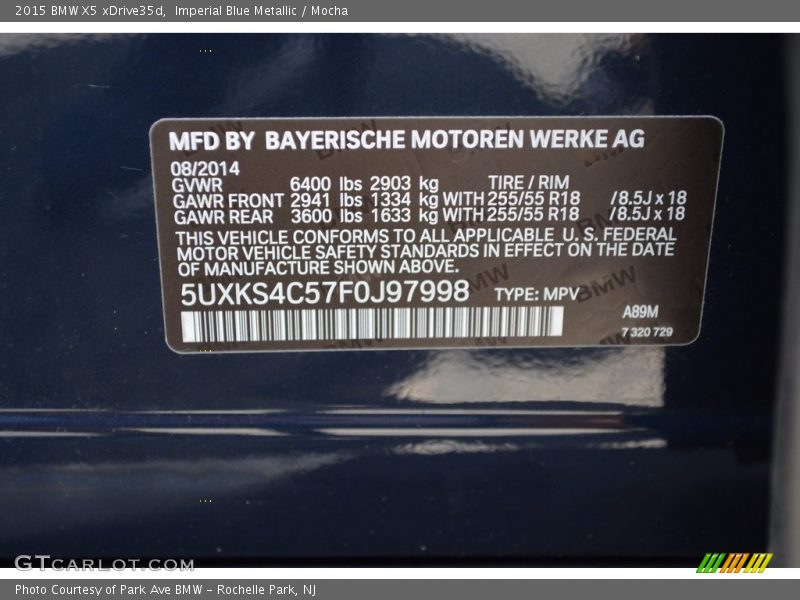 2015 BMW X5 xDrive35d, Imperial Blue Metallic / Mocha
MFD BY BAYERISCHE MOTOREN WERKE AG
08/2014
GVWR 6400 lbs 2903 kg TIRE / RIM
GAWR FRONT 2941 lbs 1334 kg WITH 255/55 R18 /8.5J x 18
GAWR REAR 3600 lbs 1633 kg WITH 255/55 R18 /8.5J x 18
THIS VEHICLE CONFORMS TO ALL APPLICABLE U.S. FEDERAL
MOTOR VEHICLE SAFETY STANDARDS IN EFFECT ON THE DATE
OF MANUFACTURE SHOWN ABOVE.
5UXKS4C57F0J97998 TYPE: MPV
A89M
7 320 729
GTCARLOT.COM
Photo Courtesy of Park Ave BMW - Rochelle Park, NJ